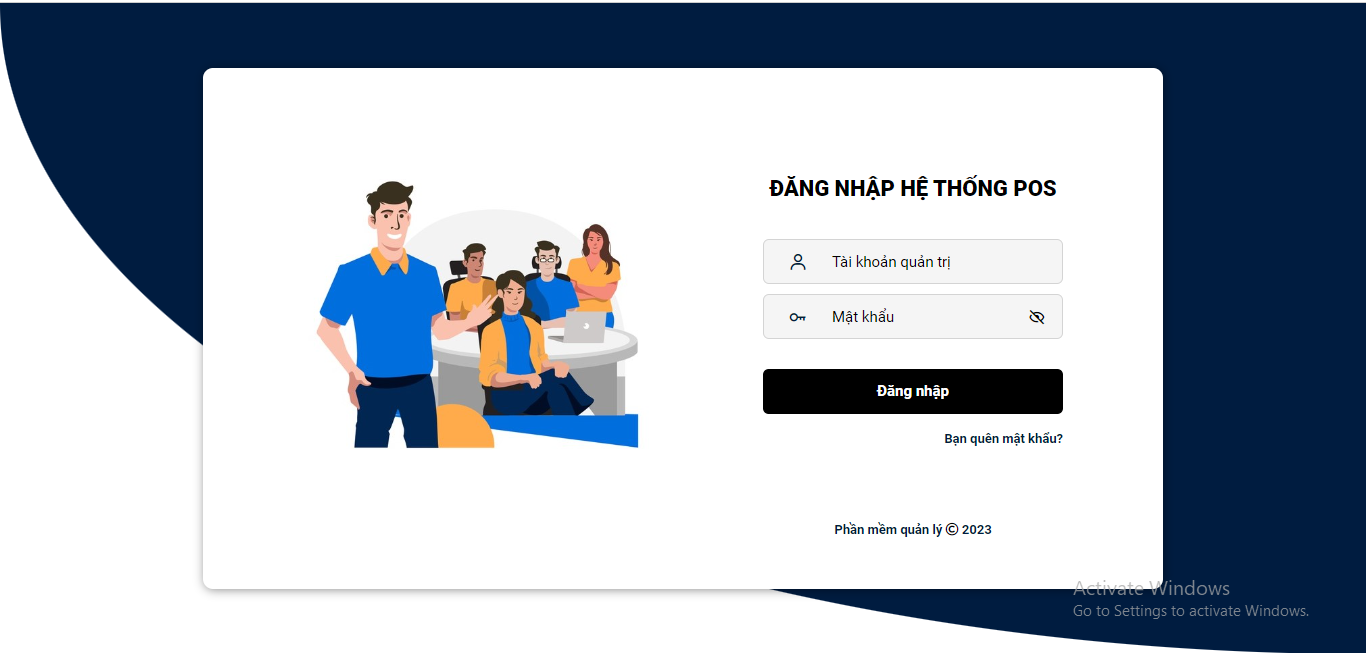 ĐĂNG NHẬP HỆ THỐNG POS
Tài khoản quản trị
Mật khẩu
Đăng nhập
Bạn quên mật khẩu?
Phần mềm quản lý © 2023
Activate Windows
Go to Settings to activate Windows.